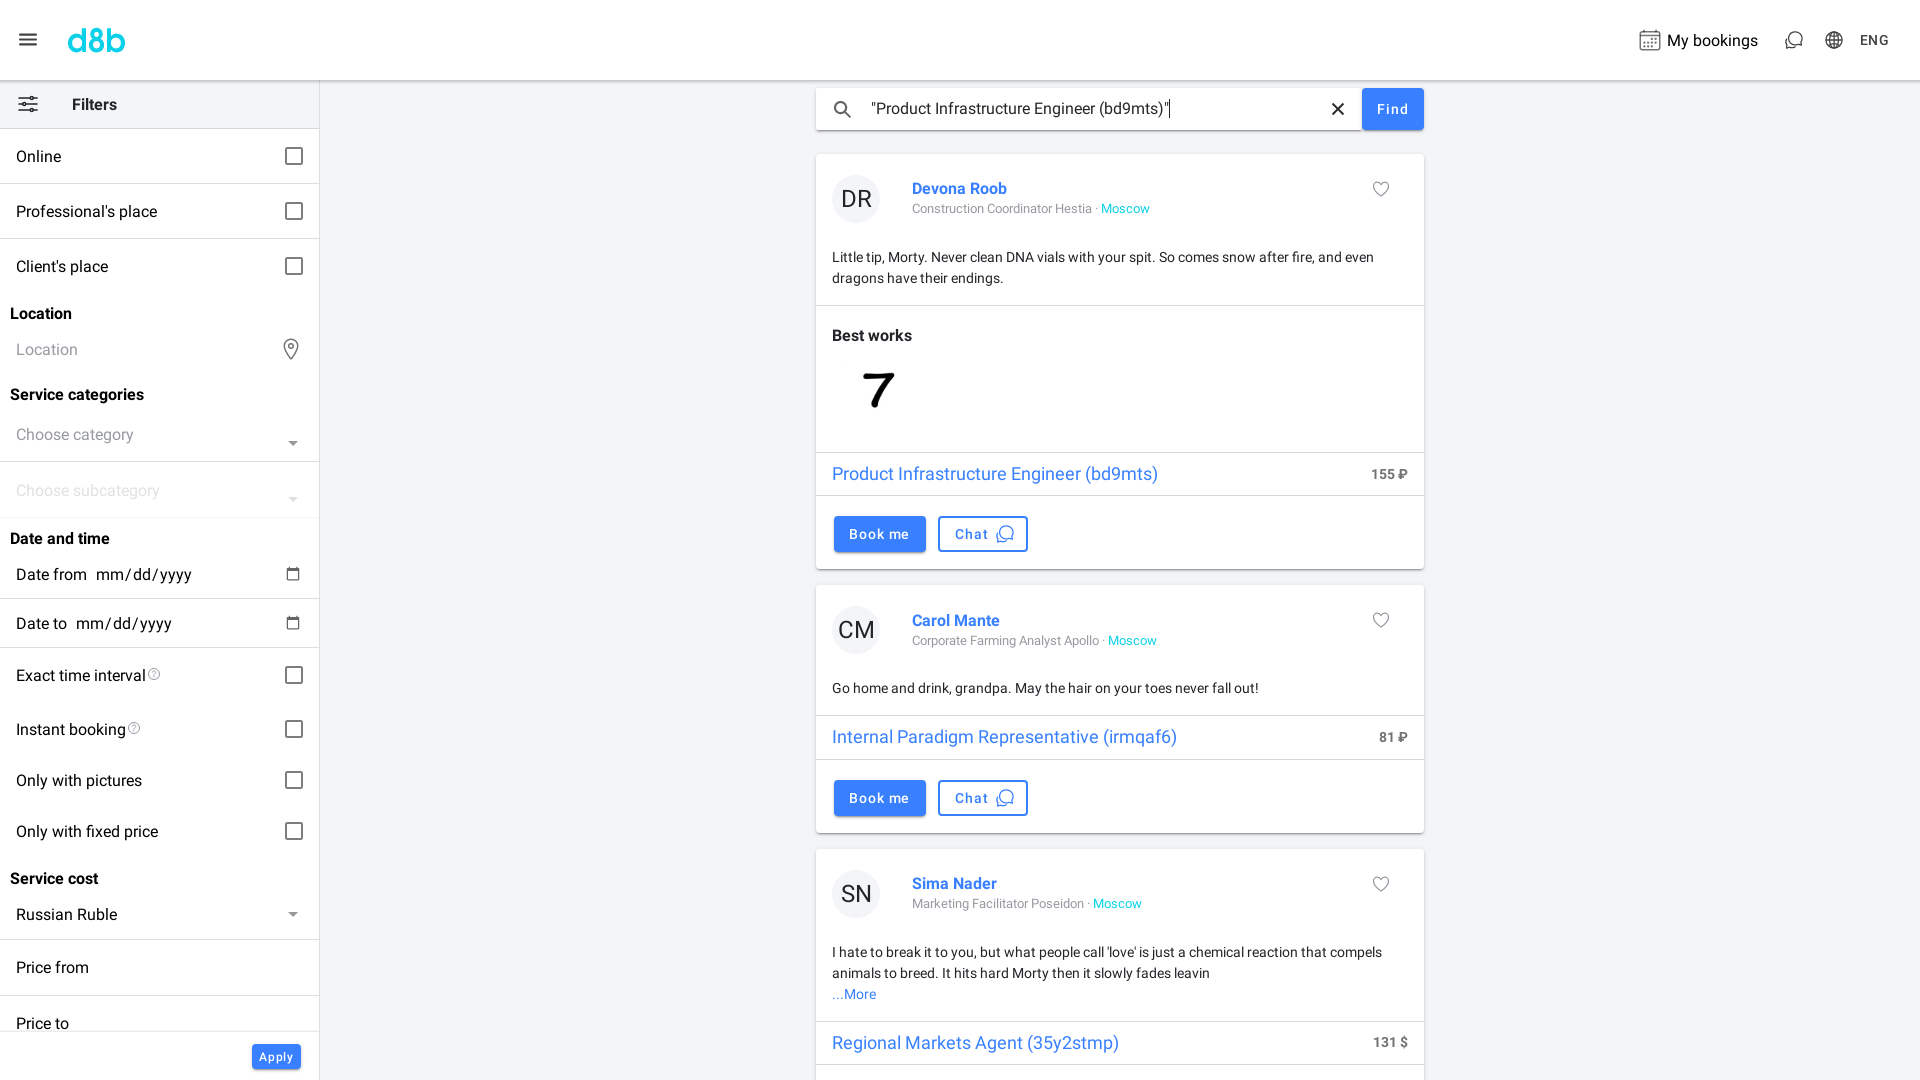 d8b
My bookings
ENG
Filters
Online
Professional's place
Client's place
Location
Location
Service categories
Choose category
Choose subcategory
Date and time
Date from mm/dd/yyyy
Date to mm/dd/yyyy
Exact time interval
Instant booking
Only with pictures
Only with fixed price
Service cost
Russian Ruble
Price from
Price to
Apply
"Product Infrastructure Engineer (bd9mts)"
Find
DR
Devona Roob
Construction Coordinator Hestia · Moscow
Little tip, Morty. Never clean DNA vials with your spit. So comes snow after fire, and even
dragons have their endings.
Best works
7
Product Infrastructure Engineer (bd9mts) 155 ₽
Book me
Chat
CM
Carol Mante
Corporate Farming Analyst Apollo · Moscow
Go home and drink, grandpa. May the hair on your toes never fall out!
Internal Paradigm Representative (irmqaf6) 81 ₽
Book me
Chat
SN
Sima Nader
Marketing Facilitator Poseidon · Moscow
I hate to break it to you, but what people call 'love' is just a chemical reaction that compels
animals to breed. It hits hard Morty then it slowly fades leavin
...More
Regional Markets Agent (35y2stmp) 131 $